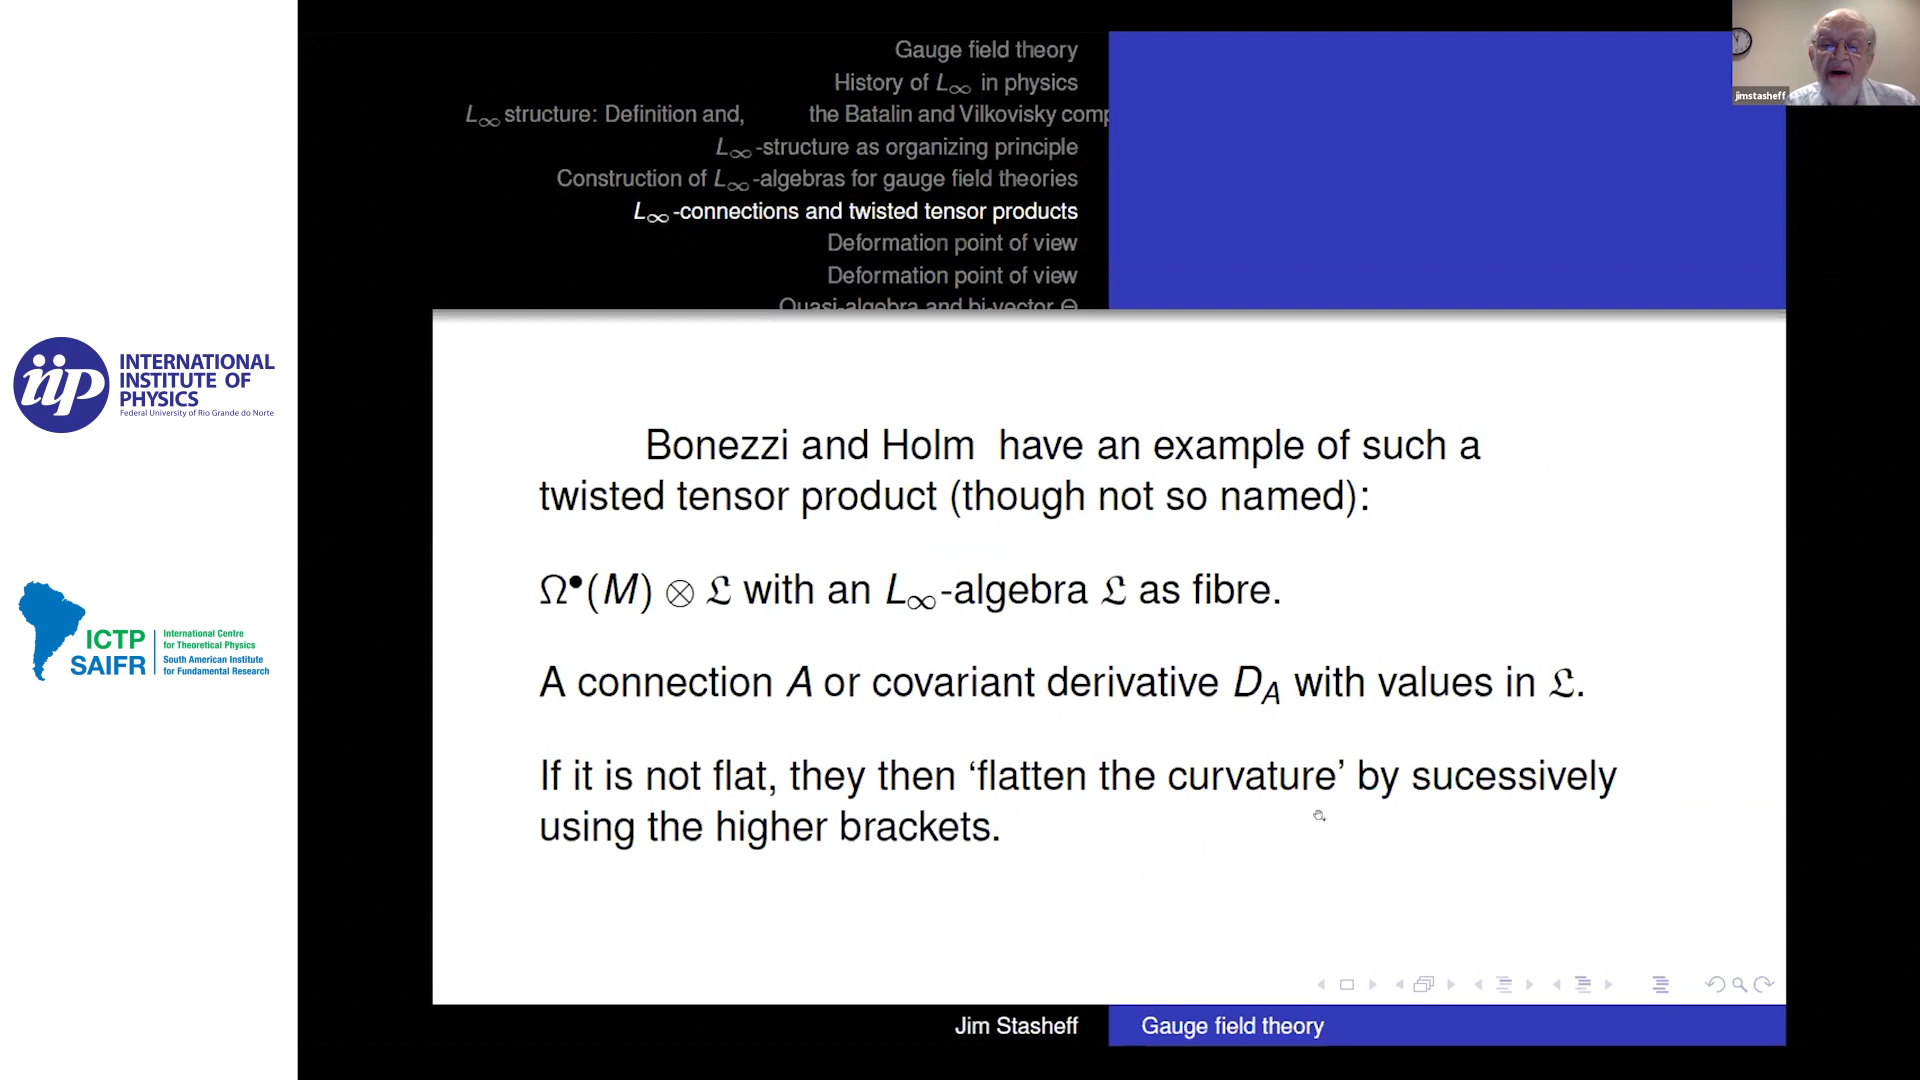 Gauge field theory
History of L∞ in physics
L∞ structure: Definition and, the Batalin and Vilkovisky comp
L∞-structure as organizing principle
Construction of L∞-algebras for gauge field theories
L∞-connections and twisted tensor products
Deformation point of view
Deformation point of view
Quasi-algebra and bi-vector Θ
jimstasheff
iip
INTERNATIONAL
INSTITUTE OF
PHYSICS
Federal University of Rio Grande do Norte
ICTP
SAIFR
International Centre
for Theoretical Physics
South American Institute
for Fundamental Research
Bonezzi and Holm have an example of such a
twisted tensor product (though not so named):
Ω•(M) ⊗ 𝔏 with an L∞-algebra 𝔏 as fibre.
A connection A or covariant derivative D_A with values in 𝔏.
If it is not flat, they then ‘flatten the curvature’ by sucessively
using the higher brackets.
Jim Stasheff
Gauge field theory